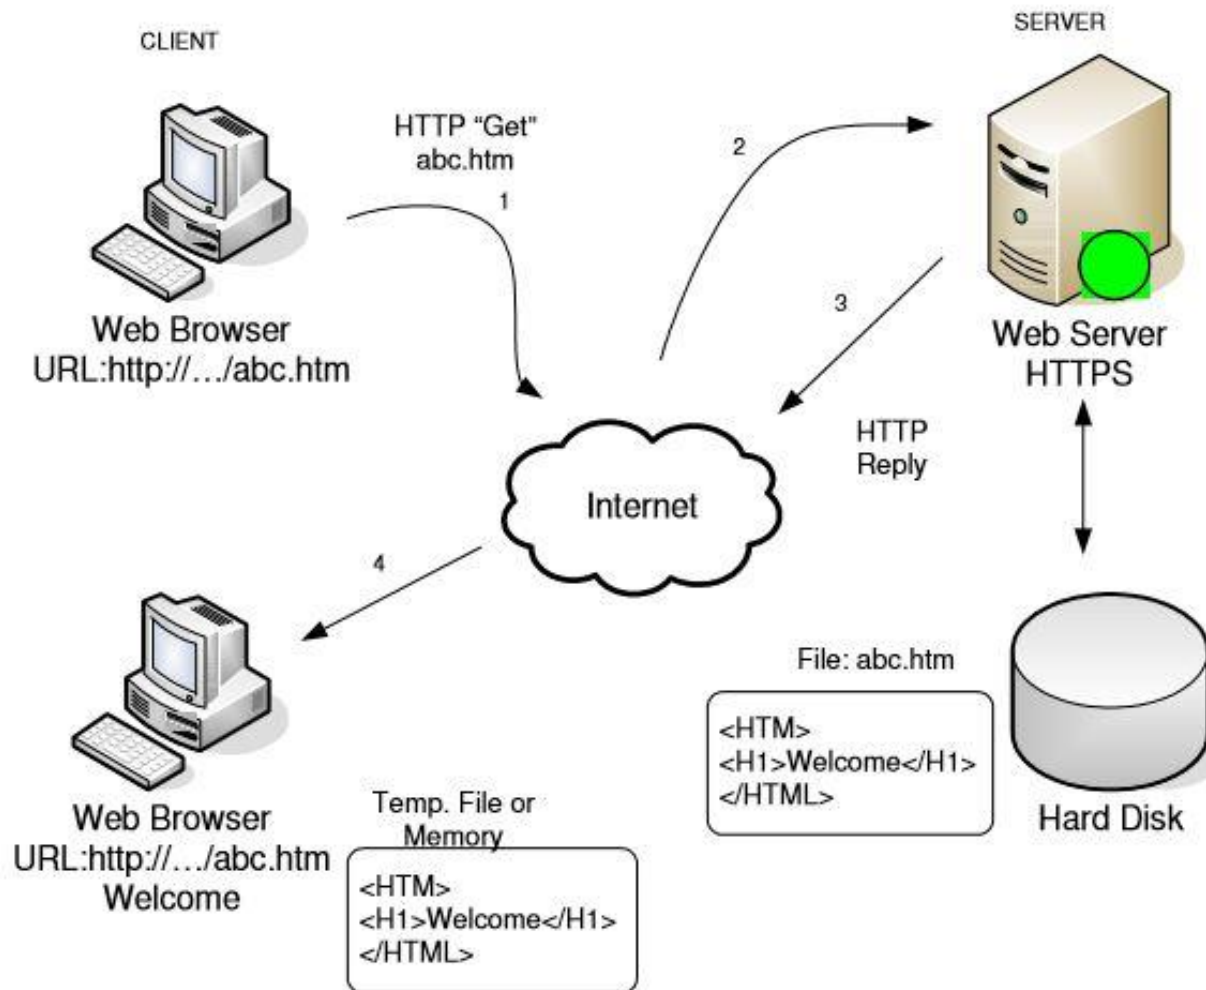 CLIENT
SERVER
HTTP “Get”
abc.htm
1
2
Web Browser
URL:http://…/abc.htm
3
Web Server
HTTPS
HTTP
Reply
Internet
4
File: abc.htm
<HTM>
<H1>Welcome</H1>
</HTML>
Hard Disk
Web Browser
URL:http://…/abc.htm
Welcome
Temp. File or
Memory
<HTM>
<H1>Welcome</H1>
</HTML>